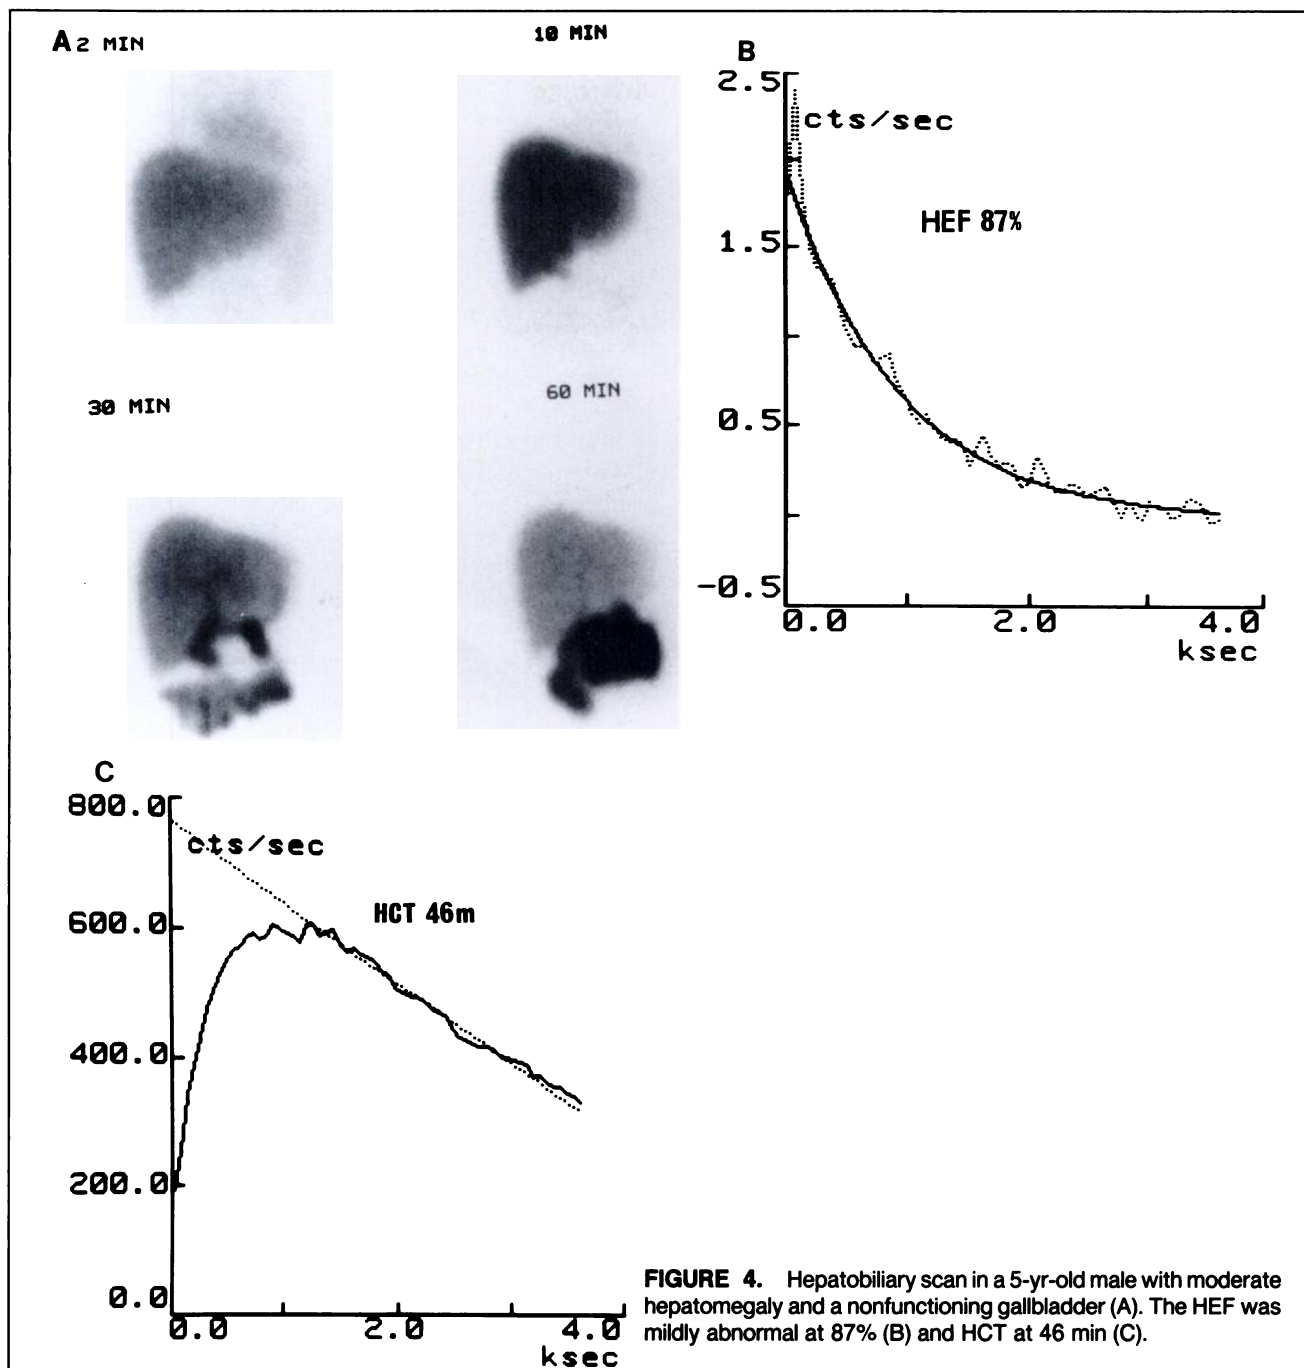 A 2 MIN
10 MIN
30 MIN
60 MIN
B
2.5
cts/sec
HEF 87%
1.5
0.5
-0.5
0.0 2.0 4.0
ksec
C
800.0
cts/sec
HCT 46m
600.0
400.0
200.0
0.0
0.0 2.0 4.0
ksec
FIGURE 4. Hepatobiliary scan in a 5-yr-old male with moderate
hepatomegaly and a nonfunctioning gallbladder (A). The HEF was
mildly abnormal at 87% (B) and HCT at 46 min (C).